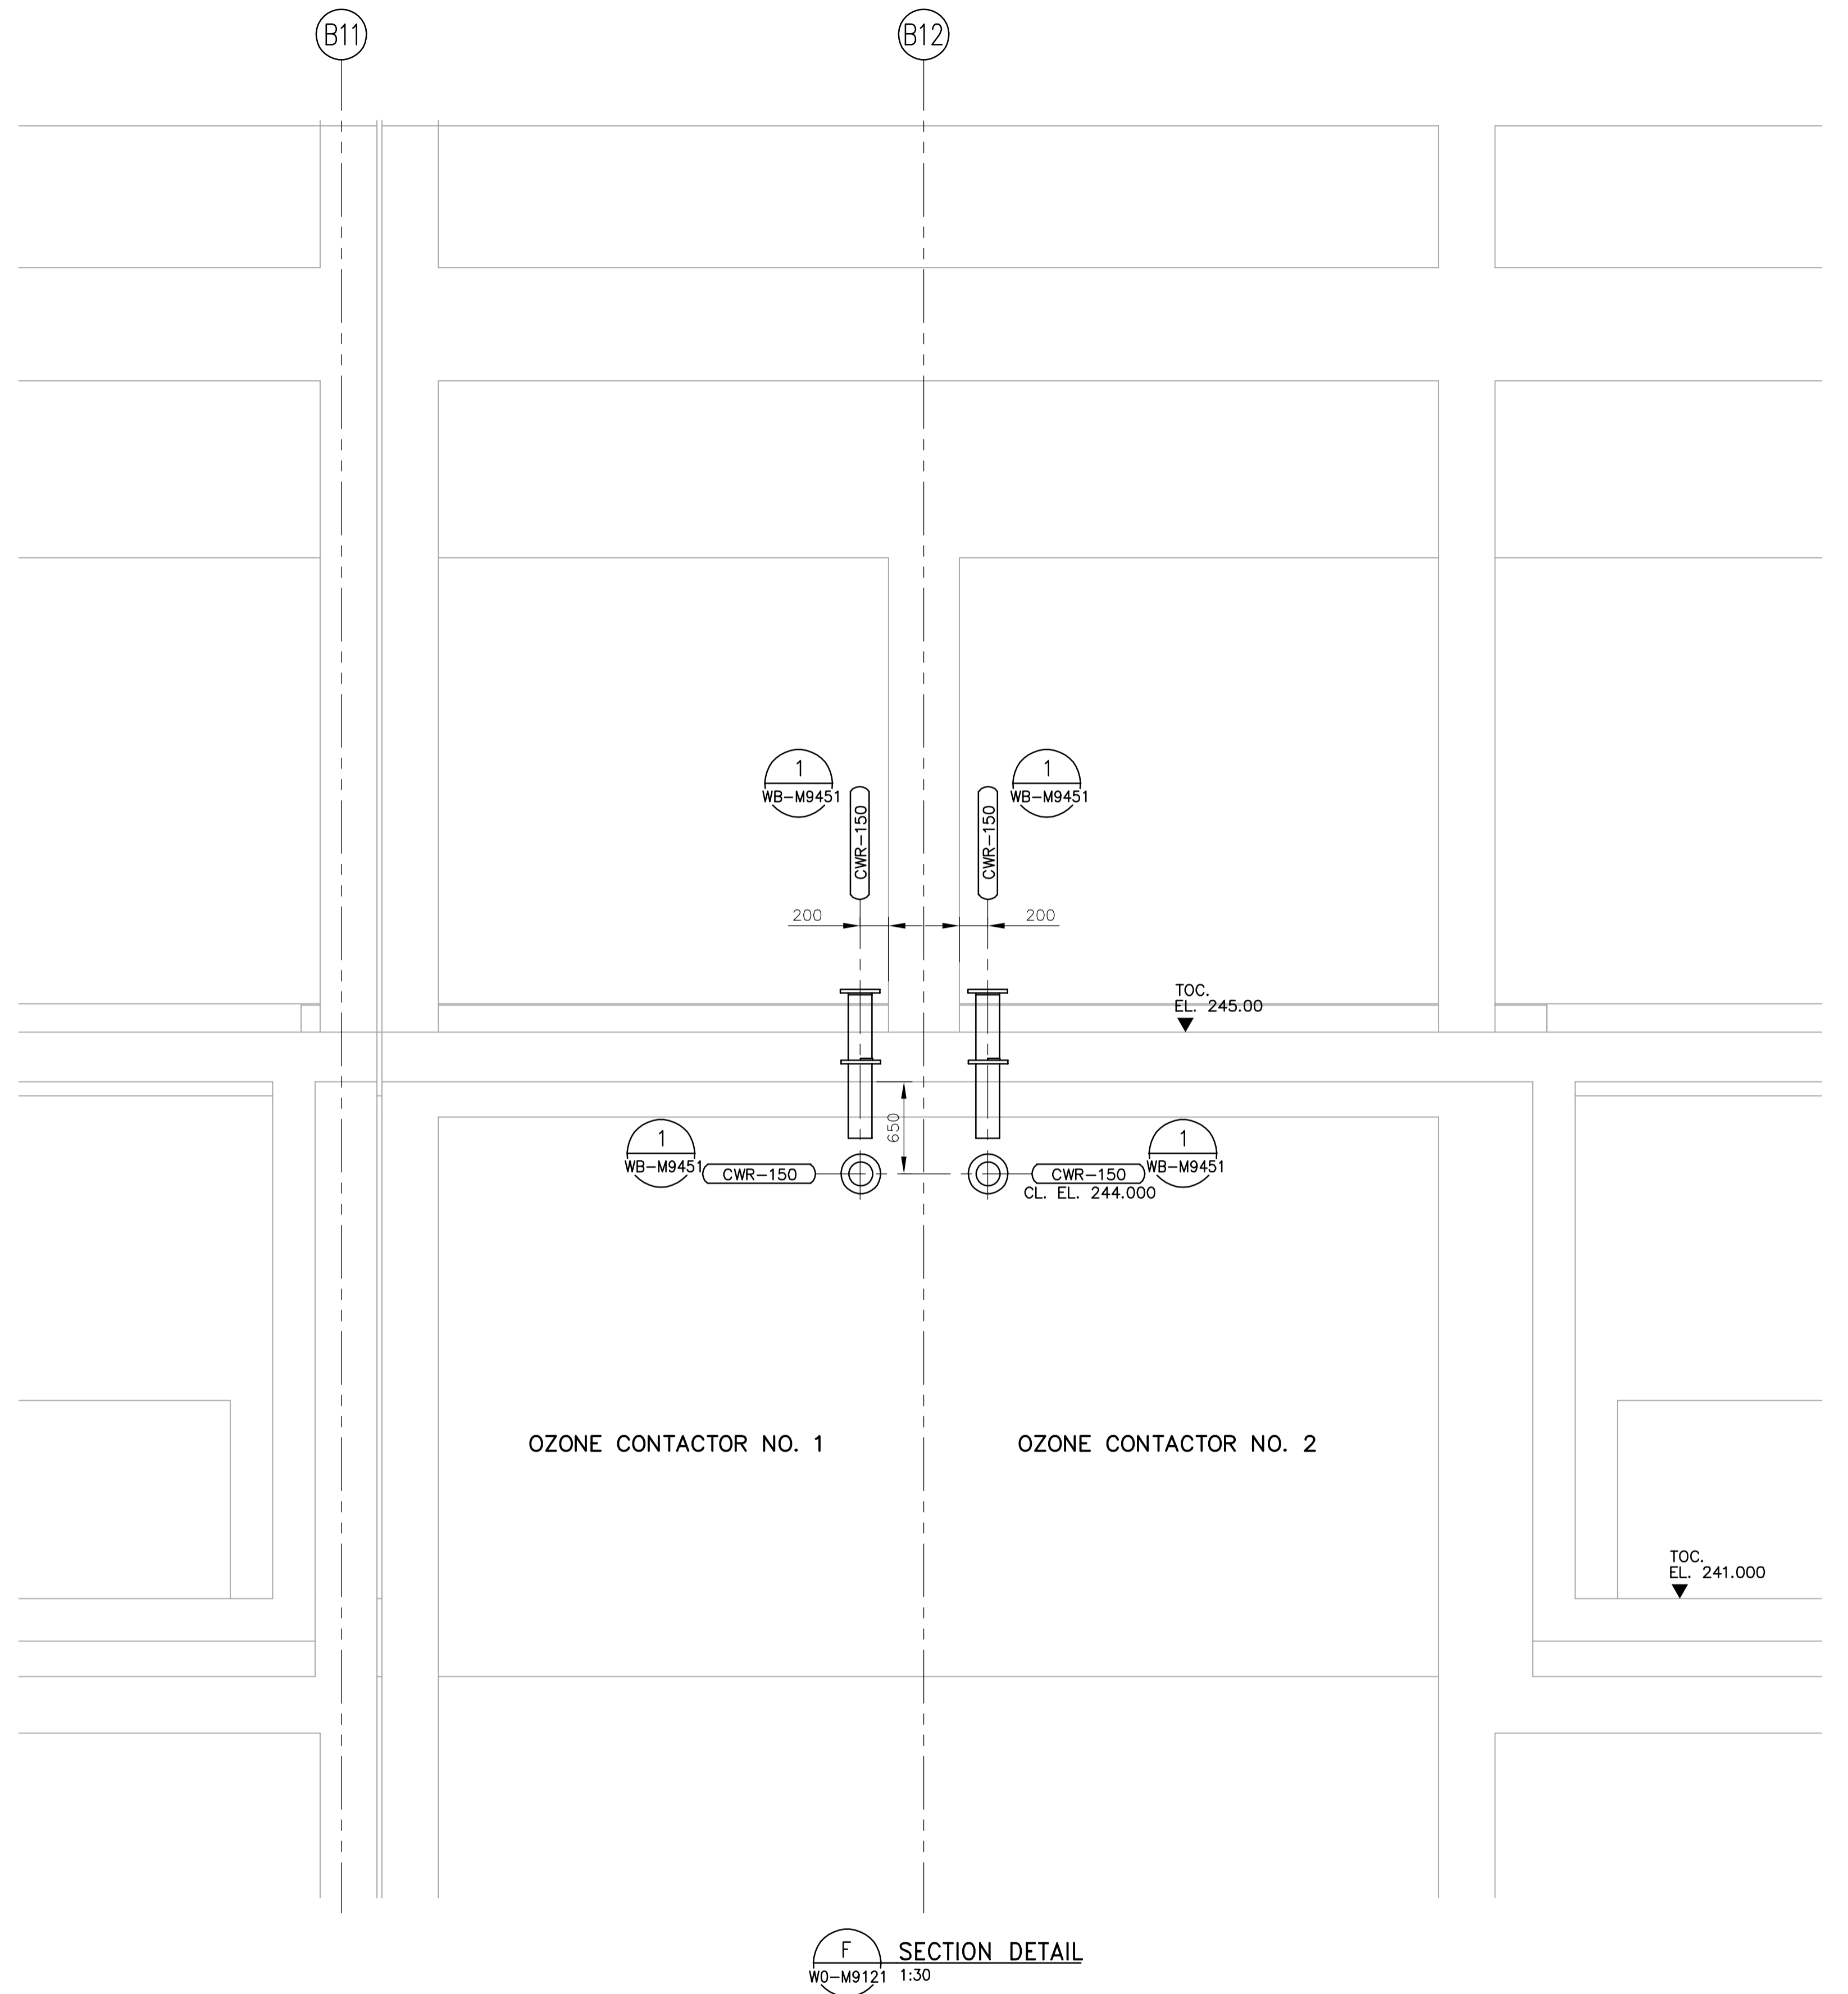 B11
B12
1
WB-M9451
CWR-150
CWR-150
1
WB-M9451
200
200
TOC.
EL. 245.00
650
1
WB-M9451
CWR-150
CWR-150
CL. EL. 244.000
1
WB-M9451
OZONE CONTACTOR NO. 1
OZONE CONTACTOR NO. 2
TOC.
EL. 241.000
F
WO-M9121
SECTION DETAIL
1:30